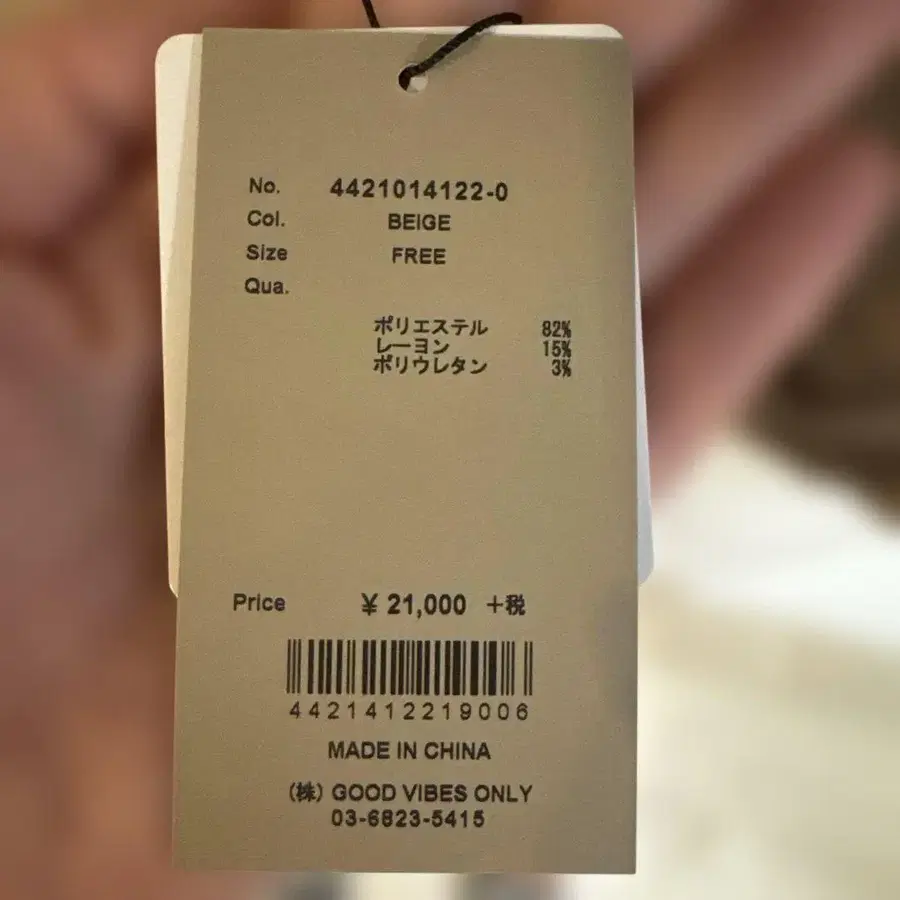 No. 4421014122-0
Col. BEIGE
Size FREE
Qua.
ポリエステル 82%
レーヨン 15%
ポリウレタン 3%
Price ¥ 21,000 +税
4421412219006
MADE IN CHINA
(株) GOOD VIBES ONLY
03-6823-5415